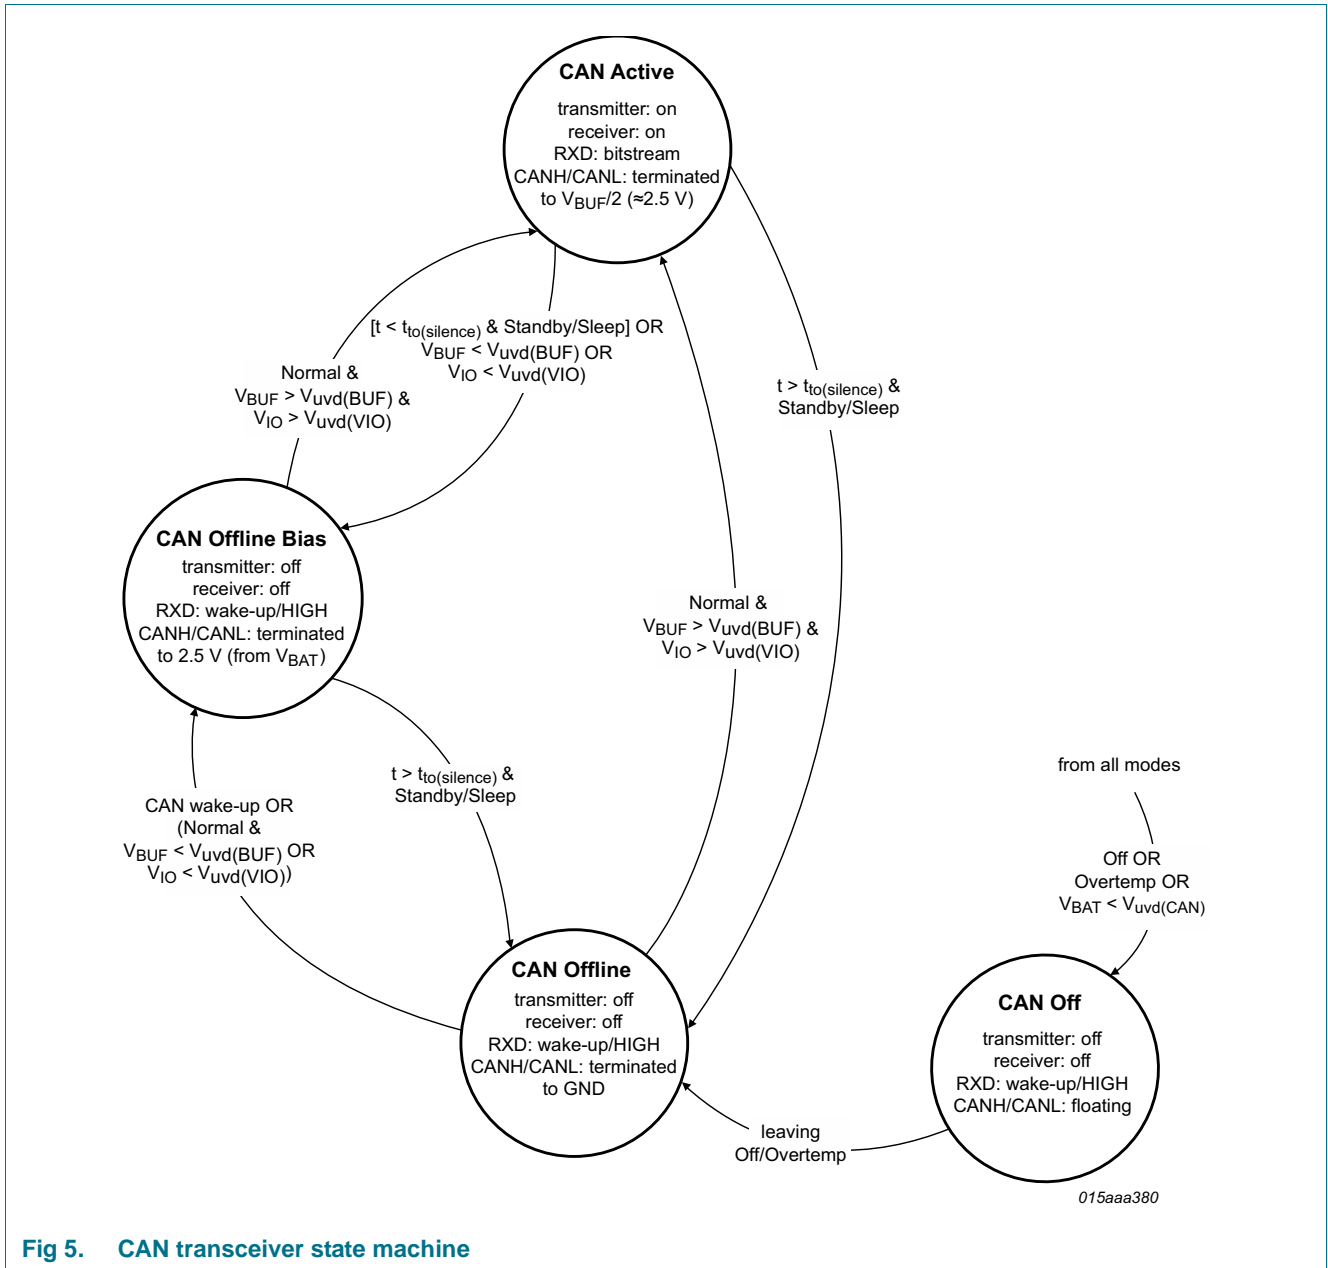 CAN Active
transmitter: on
receiver: on
RXD: bitstream
CANH/CANL: terminated
to VBUF/2 (≈2.5 V)
[t < tto(silence) & Standby/Sleep] OR
VBUF < Vuvd(BUF) OR
VIO < Vuvd(VIO)
Normal &
VBUF > Vuvd(BUF) &
VIO > Vuvd(VIO)
t > tto(silence) &
Standby/Sleep
CAN Offline Bias
transmitter: off
receiver: off
RXD: wake-up/HIGH
CANH/CANL: terminated
to 2.5 V (from VBAT)
Normal &
VBUF > Vuvd(BUF) &
VIO > Vuvd(VIO)
t > tto(silence) &
Standby/Sleep
CAN wake-up OR
(Normal &
VBUF < Vuvd(BUF) OR
VIO < Vuvd(VIO))
from all modes
Off OR
Overtemp OR
VBAT < Vuvd(CAN)
CAN Offline
transmitter: off
receiver: off
RXD: wake-up/HIGH
CANH/CANL: terminated
to GND
CAN Off
transmitter: off
receiver: off
RXD: wake-up/HIGH
CANH/CANL: floating
leaving
Off/Overtemp
015aaa380
Fig 5. CAN transceiver state machine